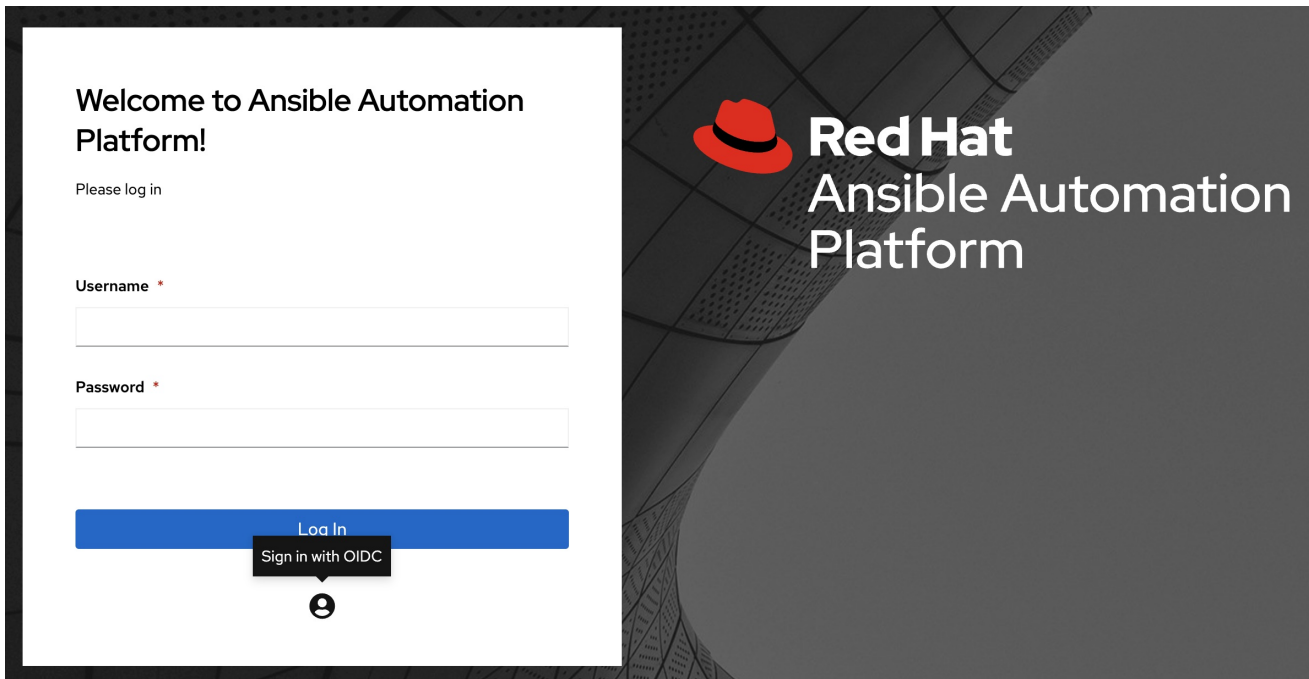 Welcome to Ansible Automation
Platform!
Please log in
Username *
Password *
Log In
Sign in with OIDC
Red Hat
Ansible Automation
Platform